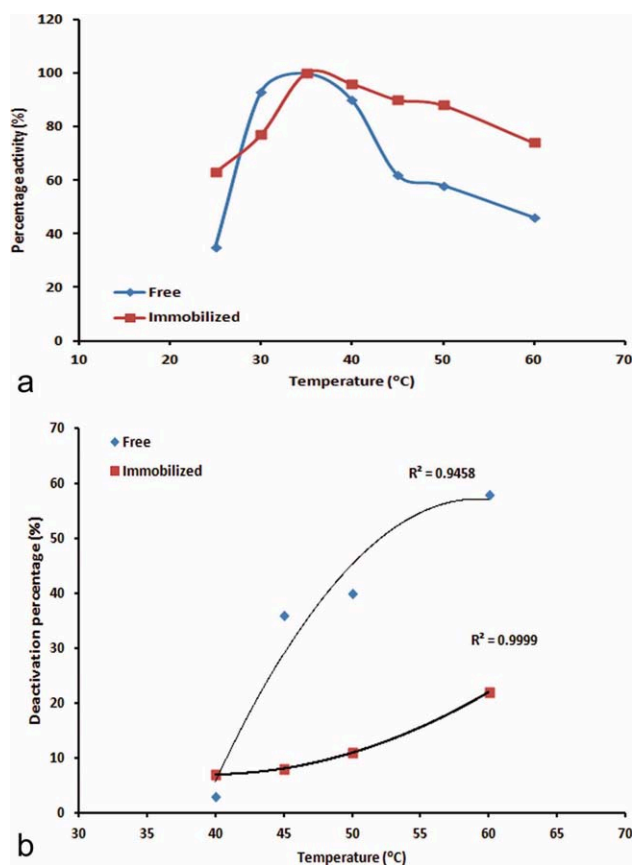 120
100
80
60
40
20
0
Percentage activity (%)
Free
Immobilized
10 20 30 40 50 60 70
Temperature (°C)
a
70
60
50
40
30
20
10
0
Deactivation percentage (%)
Free
Immobilized
R² = 0.9458
R² = 0.9999
30 35 40 45 50 55 60 65 70
Temperature (°C)
b